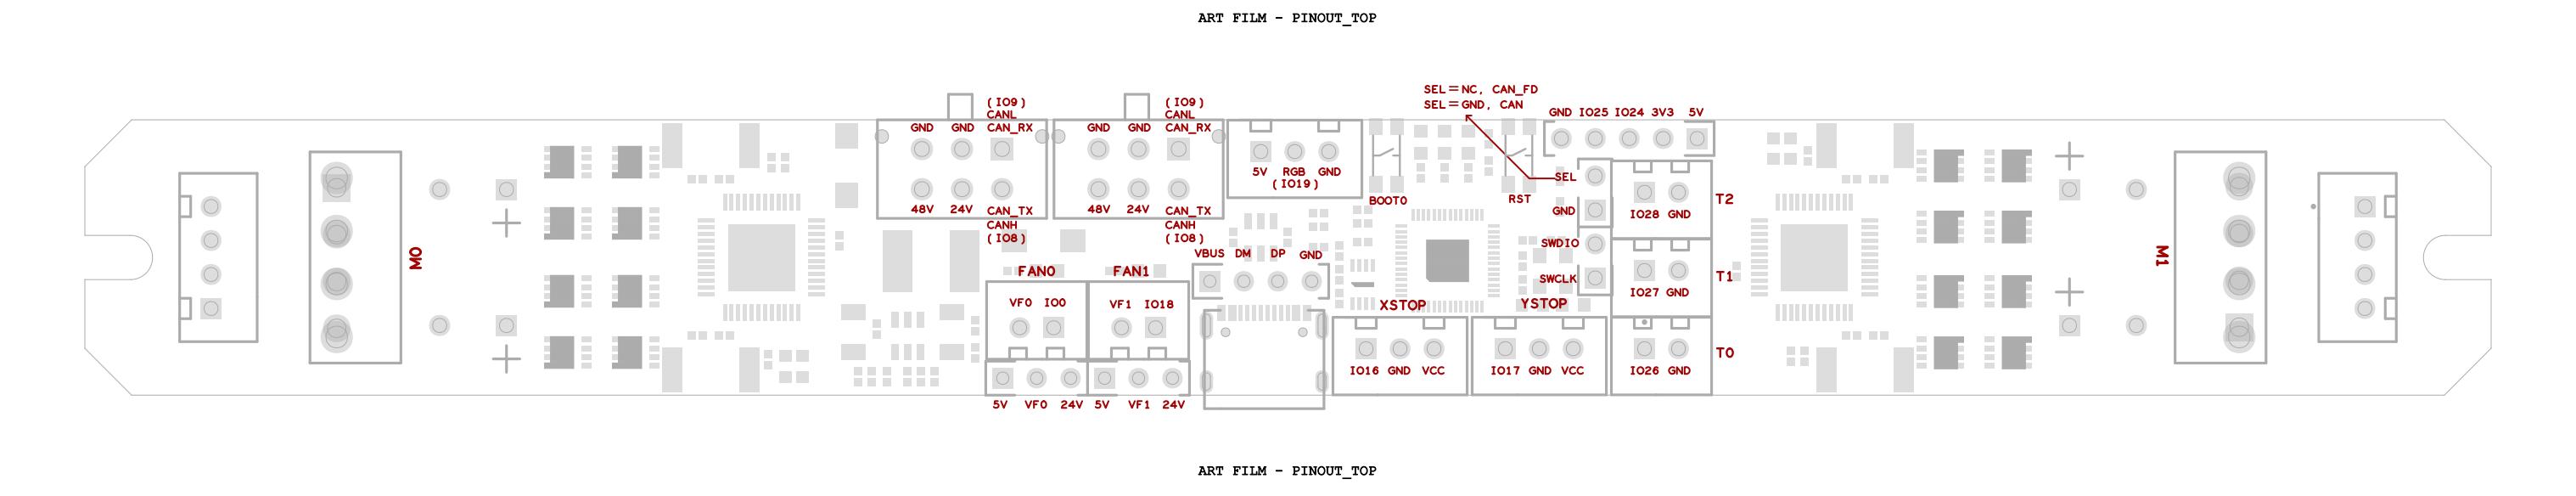 ART FILM - PINOUT_TOP
SEL=NC, CAN_FD
SEL=GND, CAN
(IO9) (IO9)
CANL CANL
GND GND CAN_RX GND GND CAN_RX
GND IO25 IO24 3V3 5V
5V RGB GND
(IO19)
SEL
BOOT0 RST
T2
48V 24V CAN_TX 48V 24V CAN_TX
CANH CANH
(IO8) (IO8)
GND IO28 GND
SWDIO
VBUS DM DP GND
M0
M1
FAN0 FAN1
SWCLK
T1
IO27 GND
VF0 IO0 VF1 IO18
XSTOP YSTOP
T0
IO16 GND VCC IO17 GND VCC IO26 GND
5V VF0 24V 5V VF1 24V
ART FILM - PINOUT_TOP